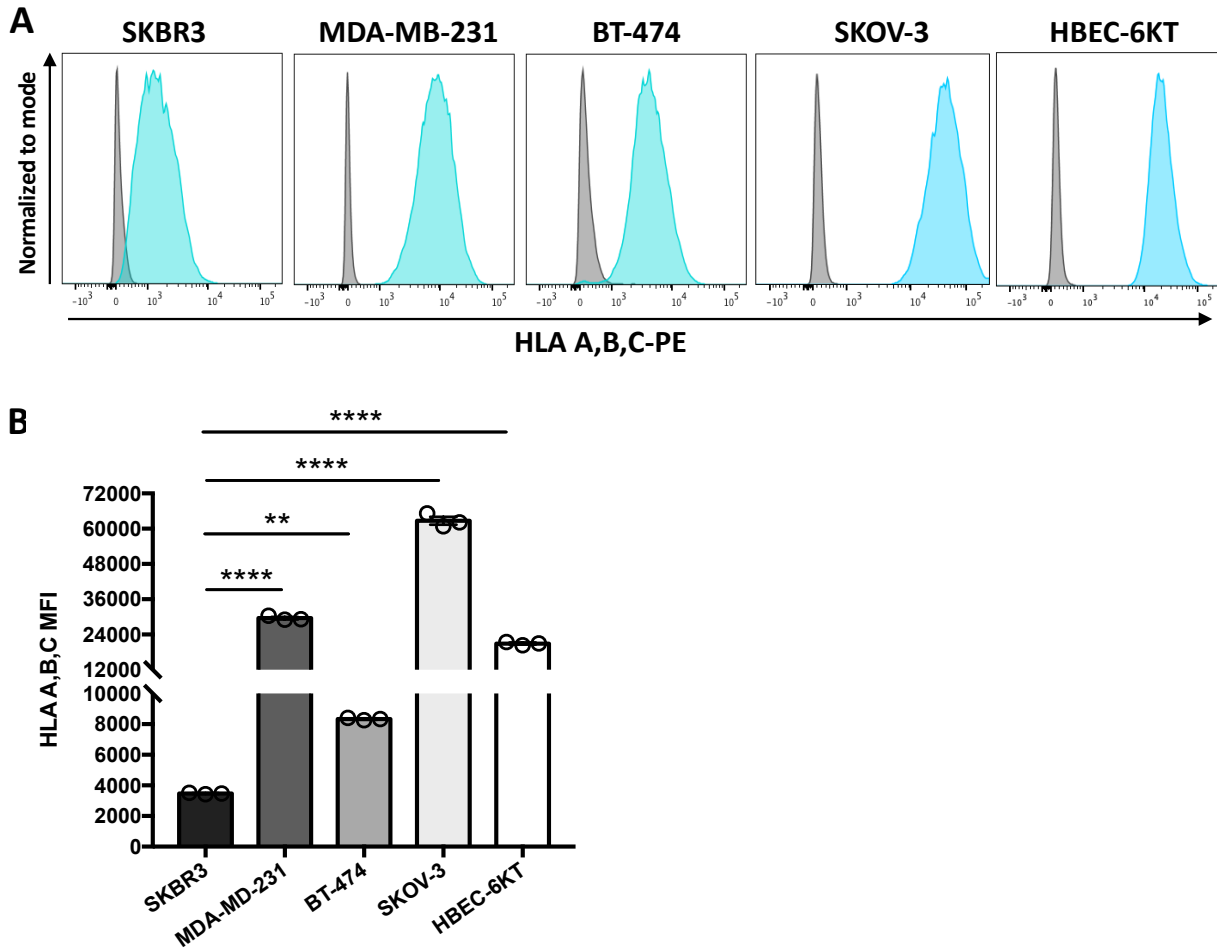 A
SKBR3 MDA-MB-231 BT-474 SKOV-3 HBEC-6KT
Normalized to mode
-10³ 0 10³ 10⁴ 10⁵ -10³ 0 10³ 10⁴ 10⁵ -10³ 0 10³ 10⁴ 10⁵ -10³ 0 10³ 10⁴ 10⁵ -10³ 0 10³ 10⁴ 10⁵
HLA A,B,C-PE
B
****
****
**
****
HLA A,B,C MFI
72000
60000
48000
36000
24000
12000
10000
8000
6000
4000
2000
0
SKBR3 MDA-MD-231 BT-474 SKOV-3 HBEC-6KT